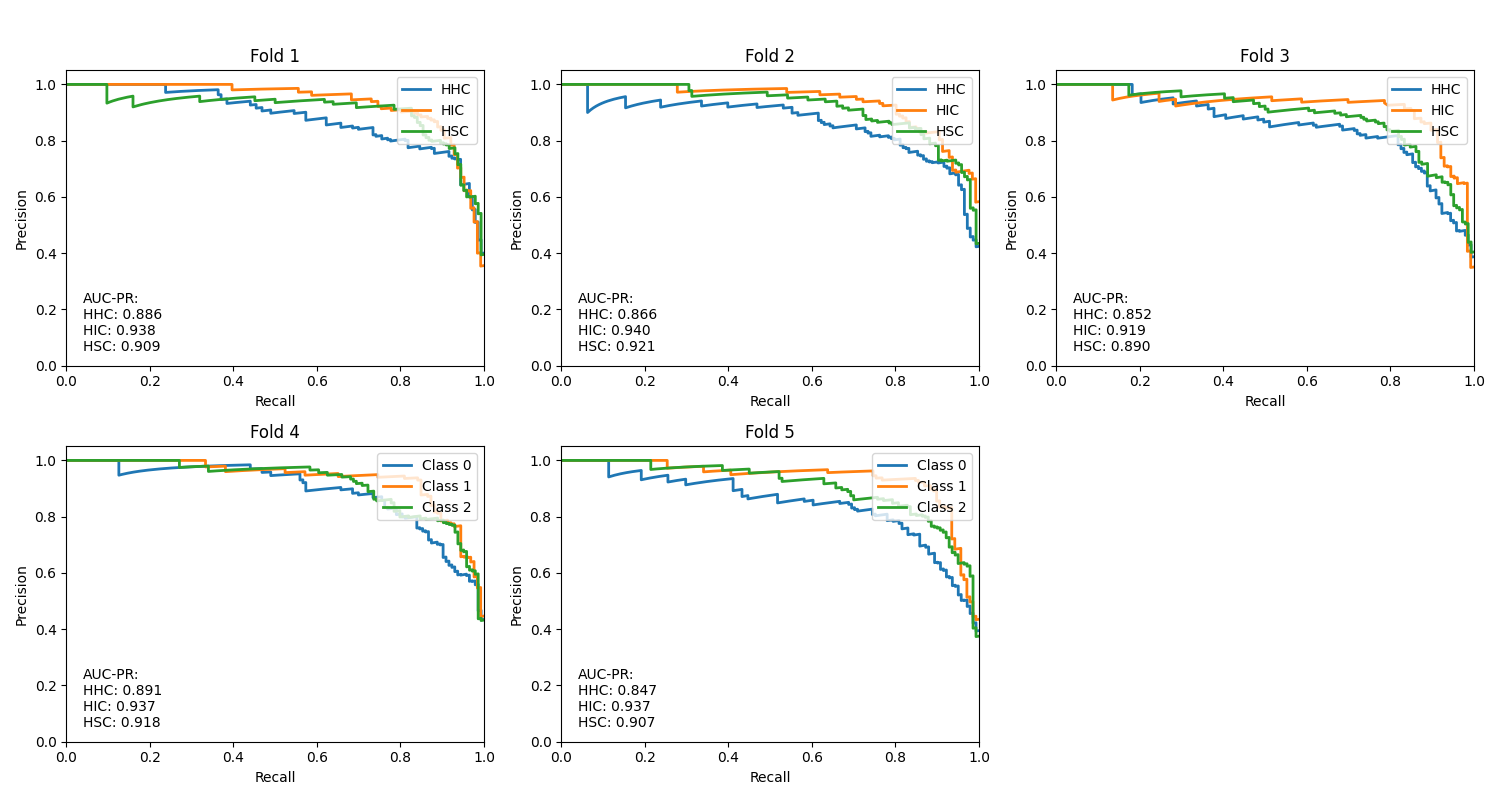 Fold 1
1.0
0.8
0.6
0.4
0.2
0.0
Precision
HHC
HIC
HSC
AUC-PR:
HHC: 0.886
HIC: 0.938
HSC: 0.909
0.0 0.2 0.4 0.6 0.8 1.0
Recall
Fold 2
1.0
0.8
0.6
0.4
0.2
0.0
Precision
HHC
HIC
HSC
AUC-PR:
HHC: 0.866
HIC: 0.940
HSC: 0.921
0.0 0.2 0.4 0.6 0.8 1.0
Recall
Fold 3
1.0
0.8
0.6
0.4
0.2
0.0
Precision
HHC
HIC
HSC
AUC-PR:
HHC: 0.852
HIC: 0.919
HSC: 0.890
0.0 0.2 0.4 0.6 0.8 1.0
Recall
Fold 4
1.0
0.8
0.6
0.4
0.2
0.0
Precision
Class 0
Class 1
Class 2
AUC-PR:
HHC: 0.891
HIC: 0.937
HSC: 0.918
0.0 0.2 0.4 0.6 0.8 1.0
Recall
Fold 5
1.0
0.8
0.6
0.4
0.2
0.0
Precision
Class 0
Class 1
Class 2
AUC-PR:
HHC: 0.847
HIC: 0.937
HSC: 0.907
0.0 0.2 0.4 0.6 0.8 1.0
Recall